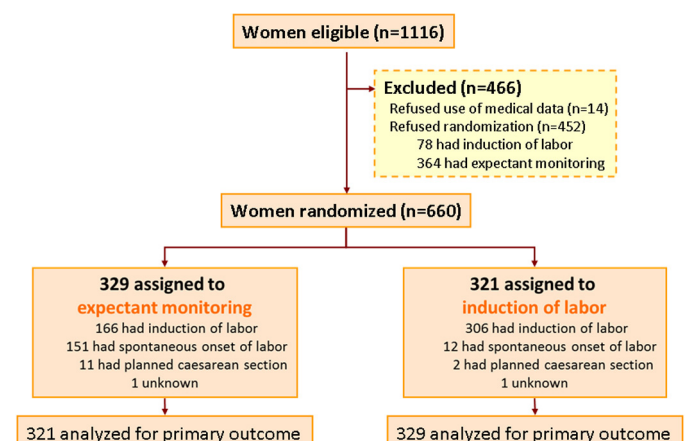 Women eligible (n=1116)
Excluded (n=466)
Refused use of medical data (n=14)
Refused randomization (n=452)
78 had induction of labor
364 had expectant monitoring
Women randomized (n=660)
329 assigned to
expectant monitoring
166 had induction of labor
151 had spontaneous onset of labor
11 had planned caesarean section
1 unknown
321 assigned to
induction of labor
306 had induction of labor
12 had spontaneous onset of labor
2 had planned caesarean section
1 unknown
321 analyzed for primary outcome
329 analyzed for primary outcome